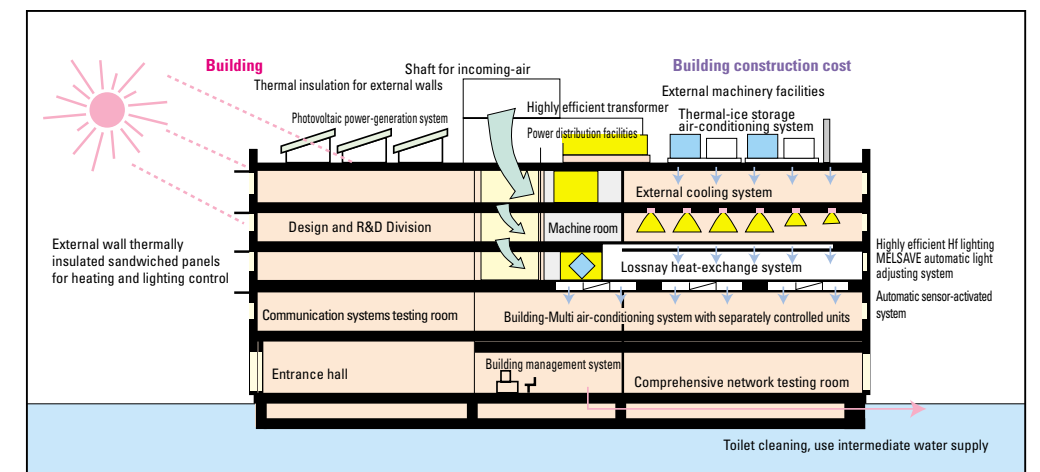 Building
Shaft for incoming-air
Building construction cost
Thermal insulation for external walls
External machinery facilities
Highly efficient transformer
Thermal-ice storage
air-conditioning system
Photovoltaic power-generation system
Power distribution facilities
External cooling system
Design and R&D Division
Machine room
External wall thermally
insulated sandwiched panels
for heating and lighting control
Lossnay heat-exchange system
Highly efficient Hf lighting
MELSAVE automatic light
adjusting system
Automatic sensor-activated
system
Communication systems testing room
Building-Multi air-conditioning system with separately controlled units
Building management system
Entrance hall
Comprehensive network testing room
Toilet cleaning, use intermediate water supply